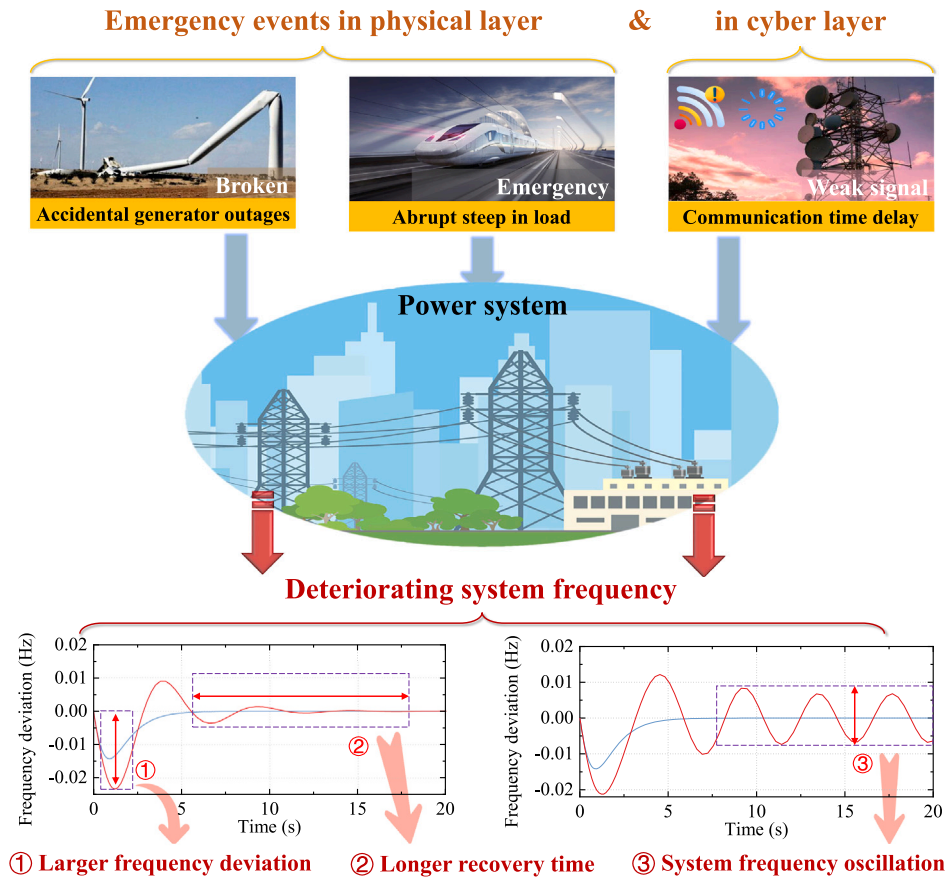 Emergency events in physical layer & in cyber layer
Broken
Accidental generator outages
Emergency
Abrupt steep in load
Weak signal
Communication time delay
Power system
Deteriorating system frequency
Frequency deviation (Hz)
0.02
0.01
0.00
-0.01
-0.02
0 5 10 15 20
Time (s)
①
②
Frequency deviation (Hz)
0.02
0.01
0.00
-0.01
-0.02
0 5 10 15 20
Time (s)
③
① Larger frequency deviation
② Longer recovery time
③ System frequency oscillation